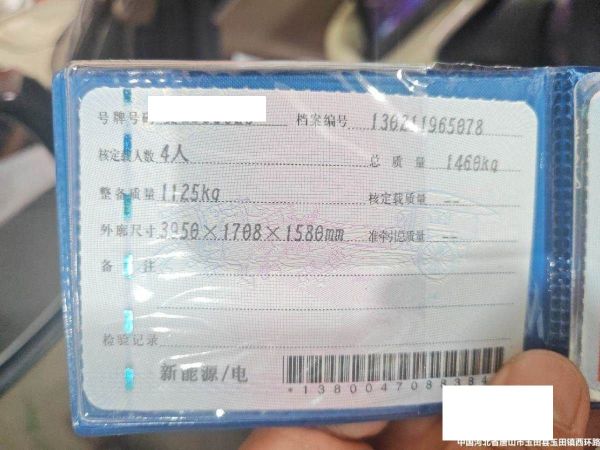 号牌号码 档案编号 130211965078
核定载人数 4人 总质量 1460kg
整备质量 1125kg 核定载质量 --
外廓尺寸 3950×1708×1580mm 准牵引总质量 --
备注
检验记录
新能源/电
中国河北省唐山市玉田县玉田镇西环路